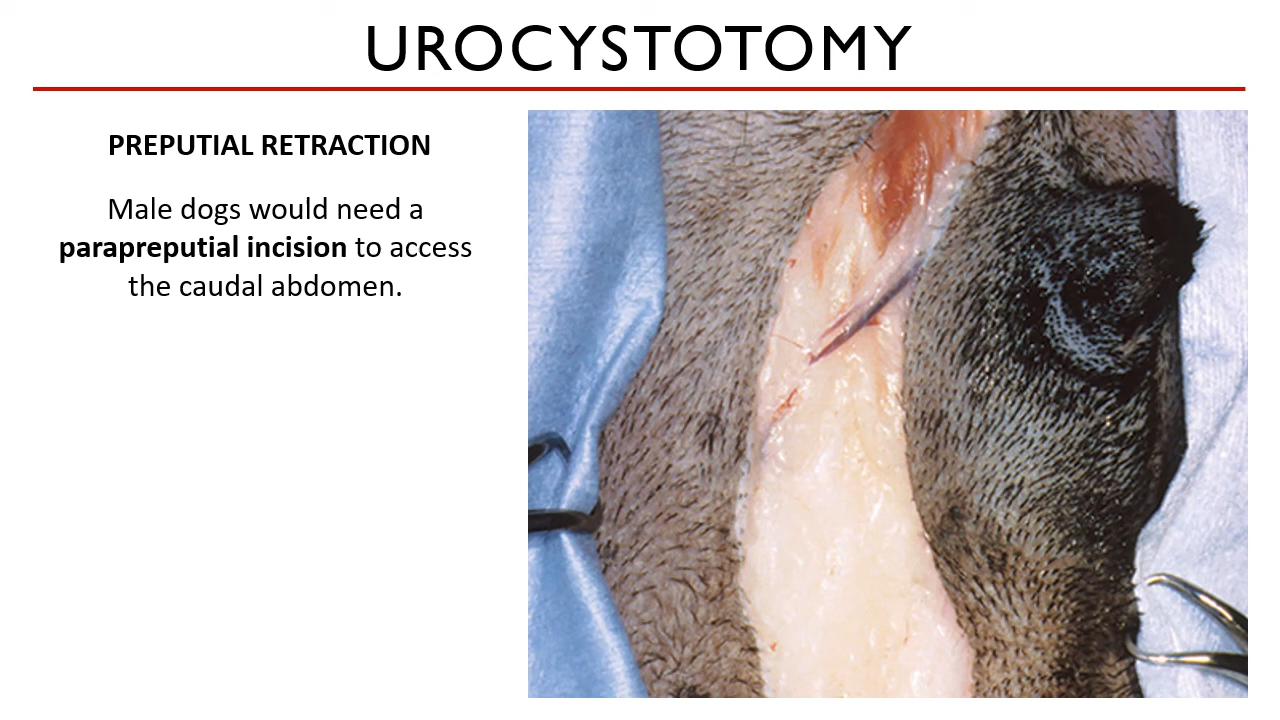 UROCYSTOTOMY
PREPUTIAL RETRACTION
Male dogs would need a
parapreputial incision to access
the caudal abdomen.